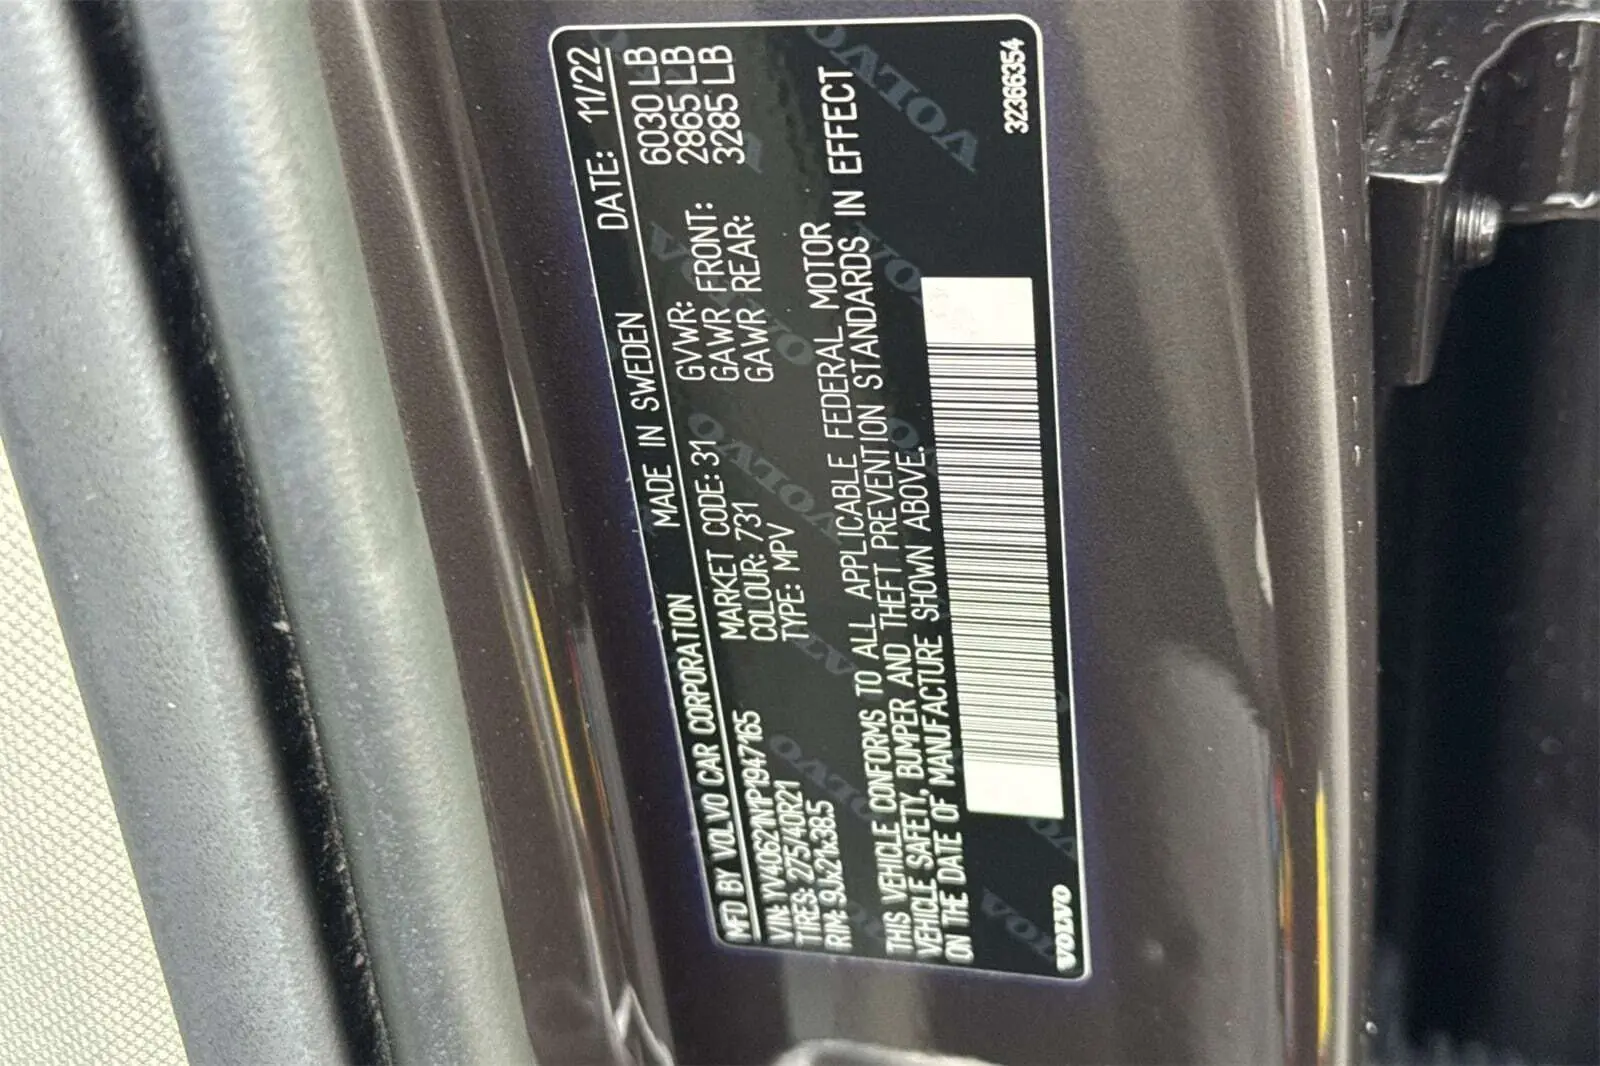 MFD BY VOLVO CAR CORPORATION MADE IN SWEDEN DATE: 11/22
VIN: YV4062 1NP1947165 MARKET CODE: 31 GVWR: 6030 LB
TIRES: 275/40R21 COLOUR: 731 GAWR FRONT: 2865 LB
RIM: 9Jx21x38.5 TYPE: MPV GAWR REAR: 3285 LB
THIS VEHICLE CONFORMS TO ALL APPLICABLE FEDERAL MOTOR
VEHICLE SAFETY, BUMPER AND THEFT PREVENTION STANDARDS IN EFFECT
ON THE DATE OF MANUFACTURE SHOWN ABOVE.
VOLVO 32366354